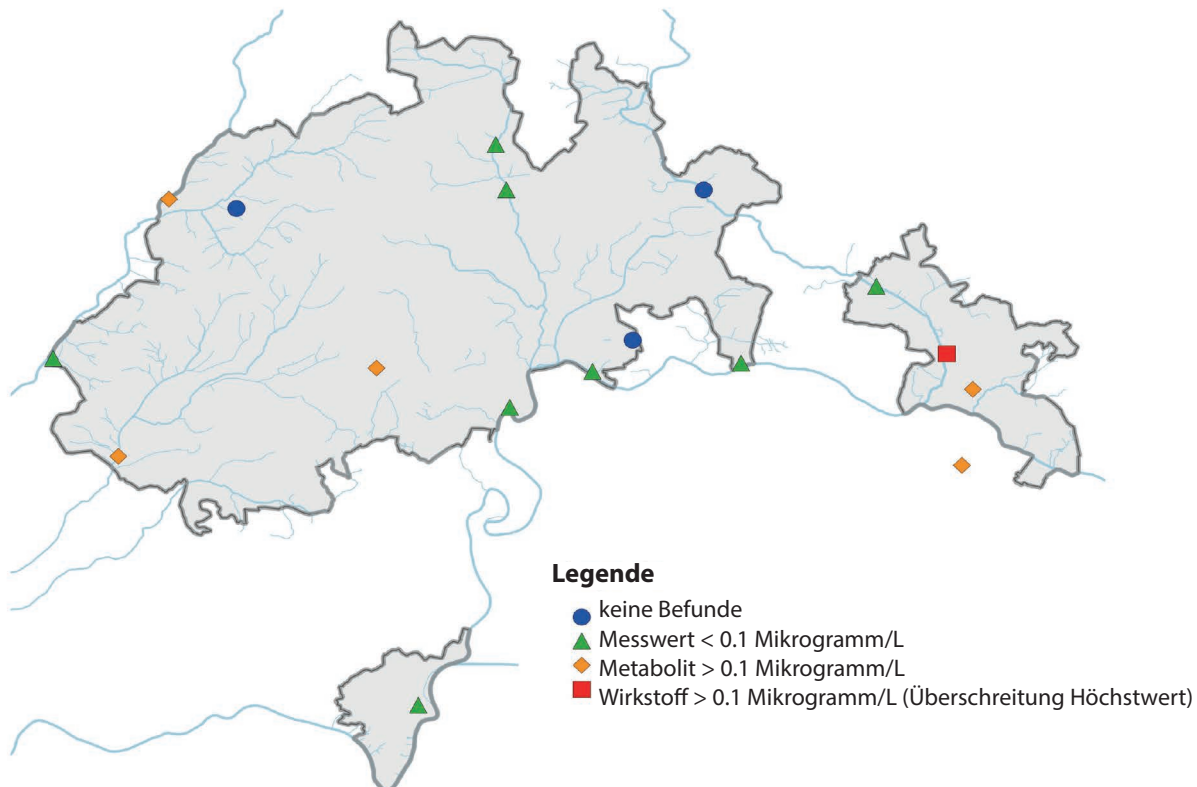 Legende
keine Befunde
Messwert < 0.1 Mikrogramm/L
Metabolit > 0.1 Mikrogramm/L
Wirkstoff > 0.1 Mikrogramm/L (Überschreitung Höchstwert)